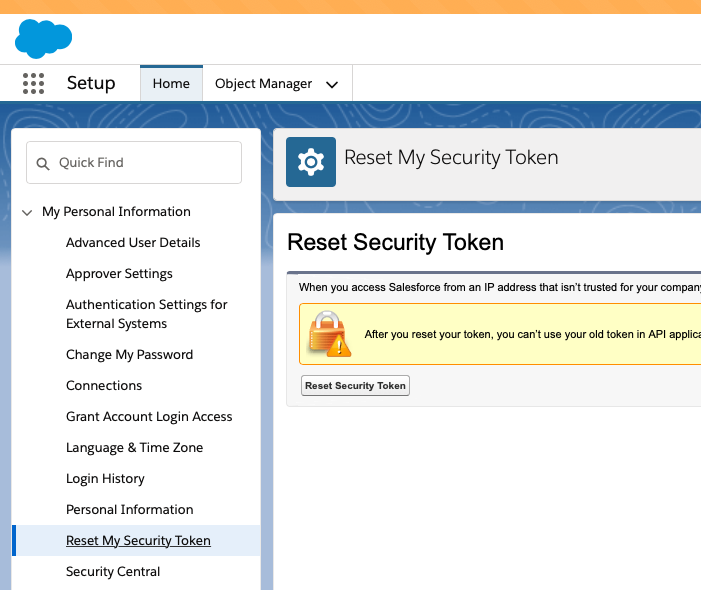 Setup
Home
Object Manager
Quick Find
My Personal Information
Advanced User Details
Approver Settings
Authentication Settings for
External Systems
Change My Password
Connections
Grant Account Login Access
Language & Time Zone
Login History
Personal Information
Reset My Security Token
Security Central
Reset My Security Token
Reset Security Token
When you access Salesforce from an IP address that isn't trusted for your company
After you reset your token, you can't use your old token in API
Reset Security Token